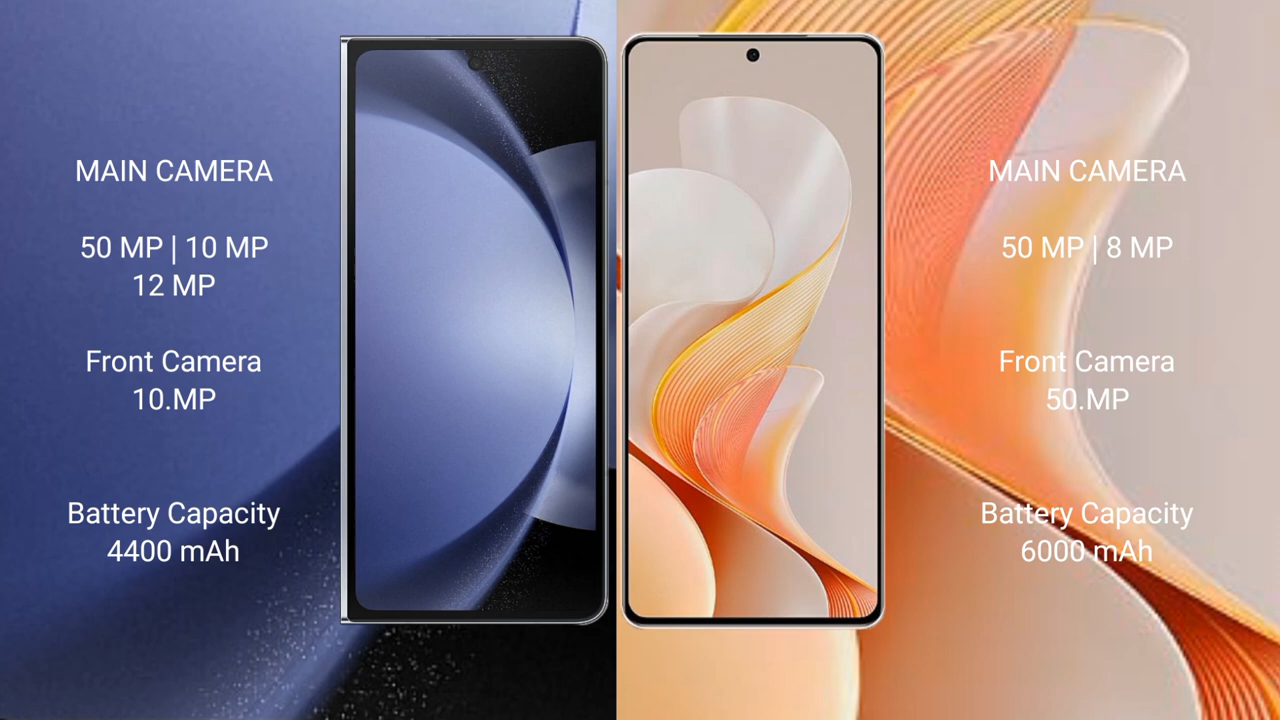 MAIN CAMERA
50 MP | 10 MP
12 MP
Front Camera
10.MP
Battery Capacity
4400 mAh
MAIN CAMERA
50 MP | 8 MP
Front Camera
50.MP
Battery Capacity
6000 mAh